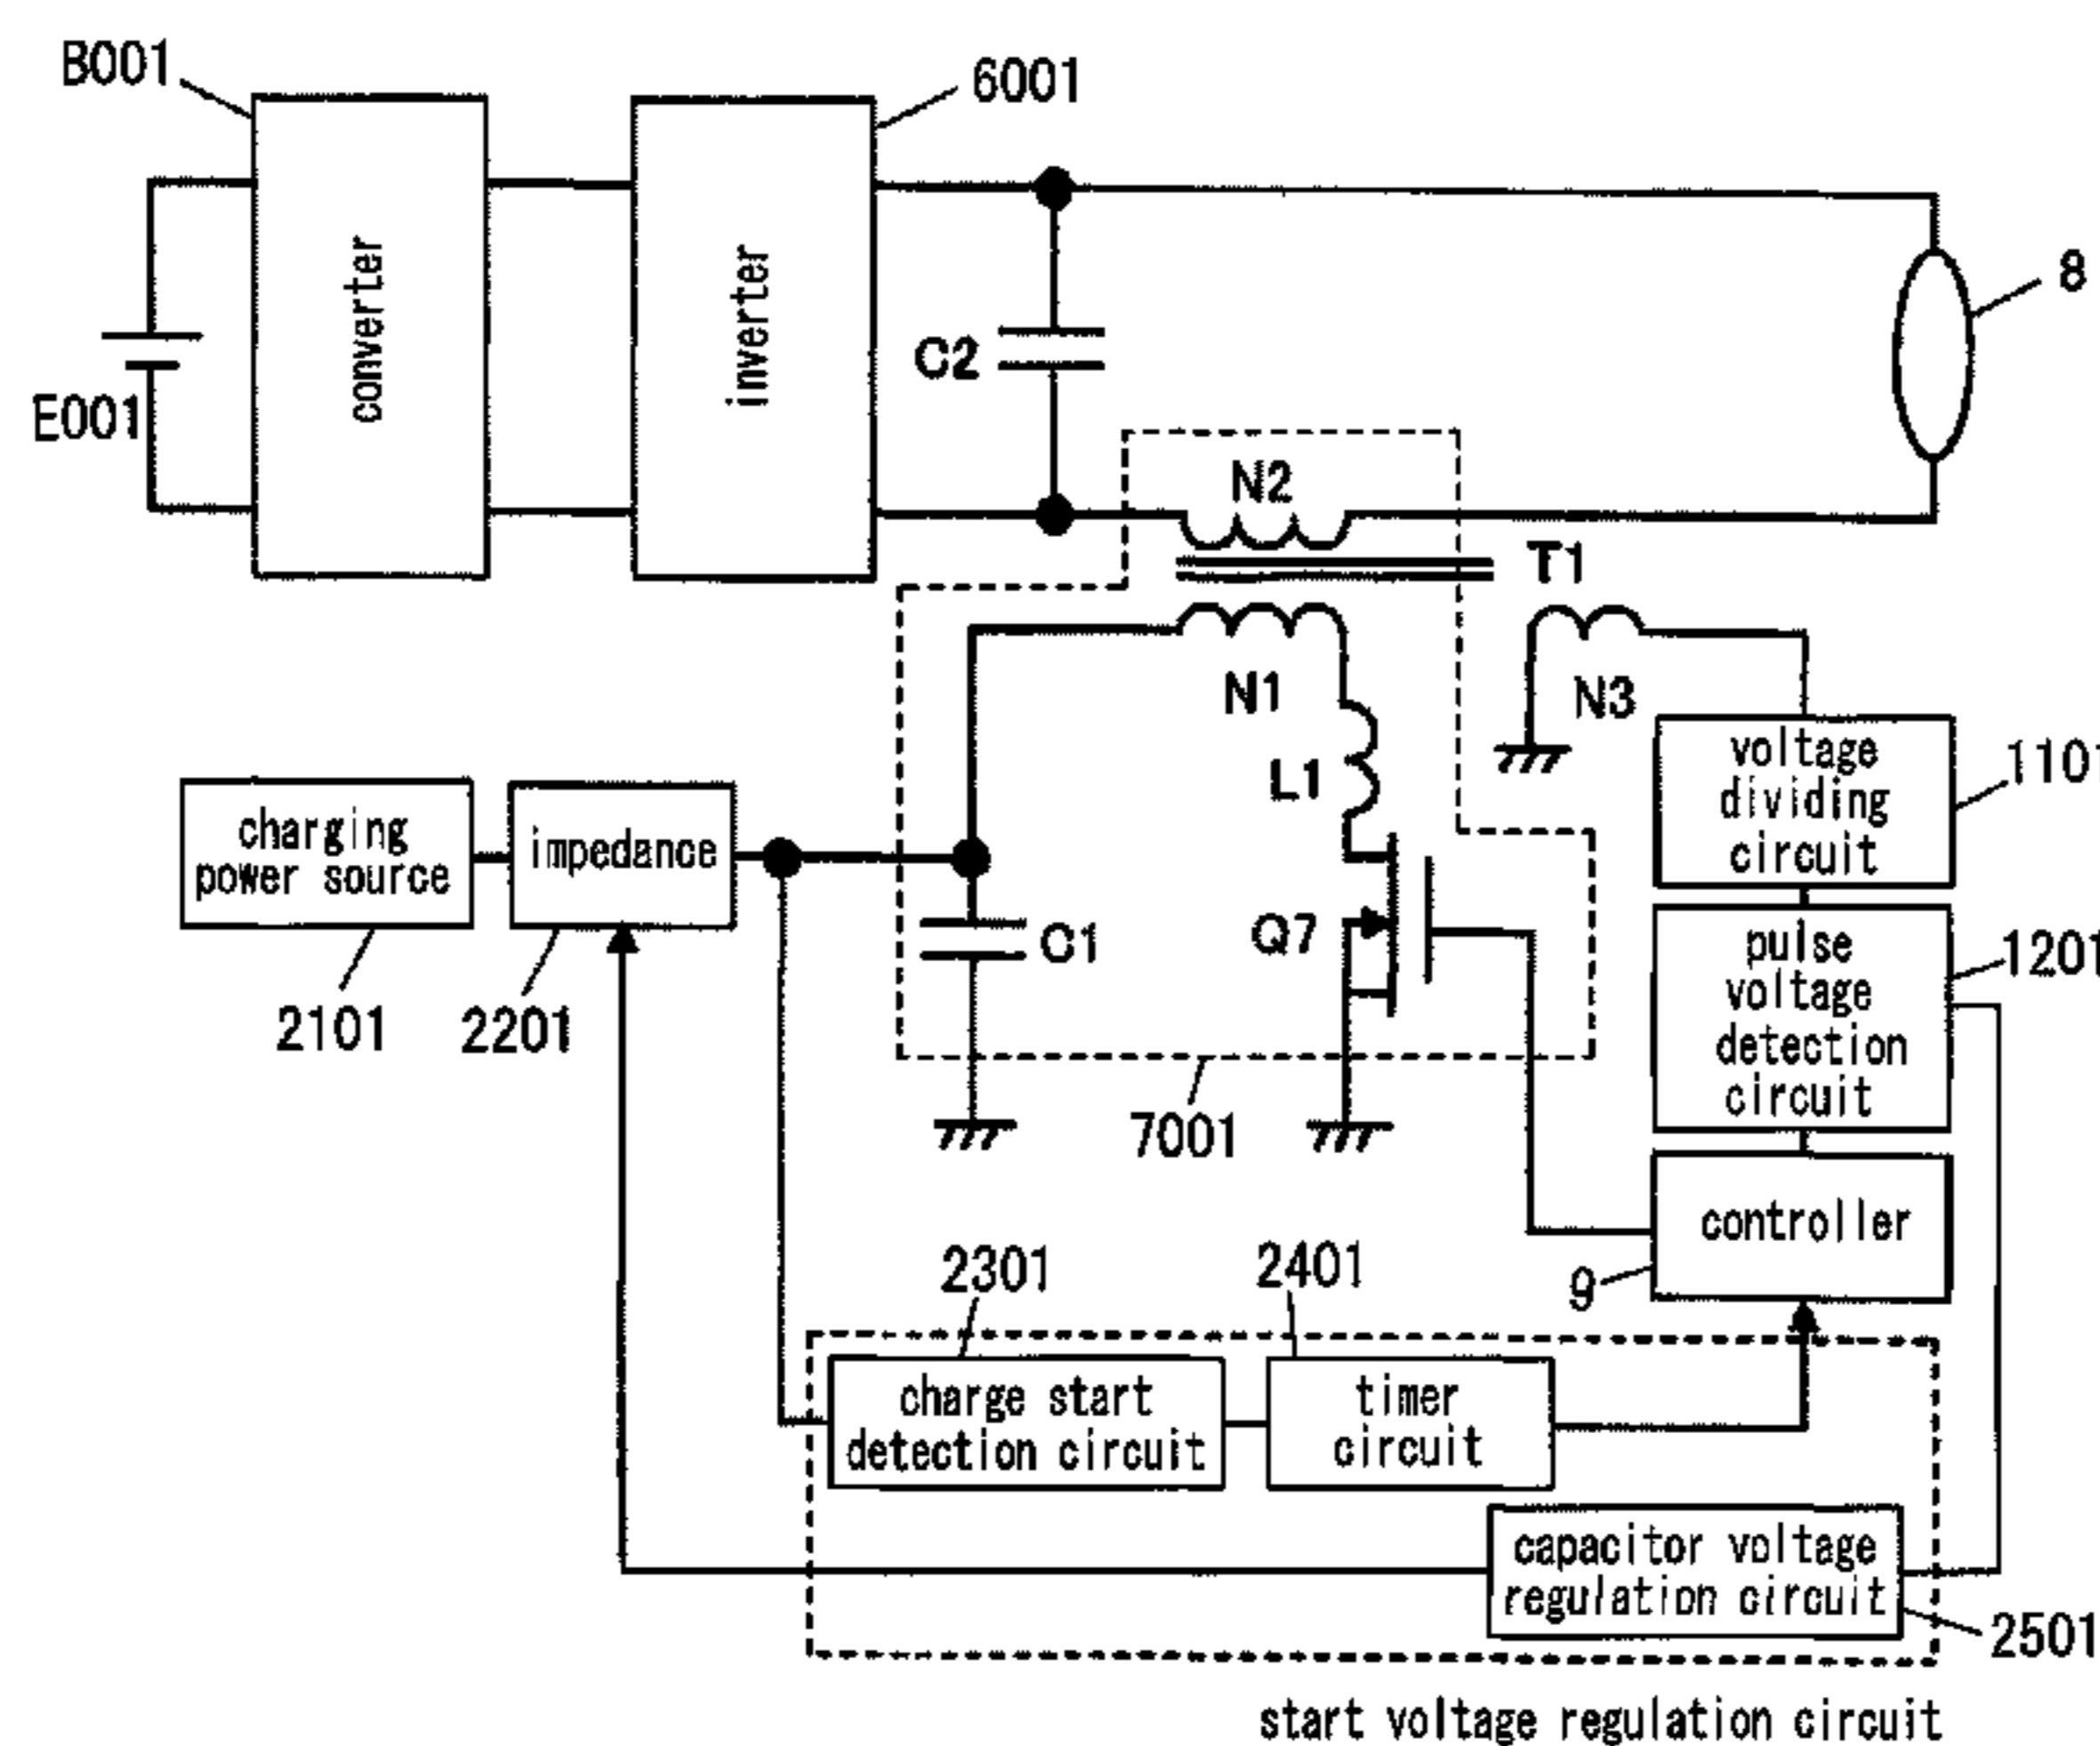 B001
6001
converter
inverter
8
C2
E001
N2
T1
N1
N3
L1
voltage
dividing
circuit
1101
charging
power source
impedance
C1
Q7
pulse
voltage
detection
circuit
1201
2101
2201
7001
controller
9
2301
2401
charge start
detection circuit
timer
circuit
capacitor voltage
regulation circuit
2501
start voltage regulation circuit